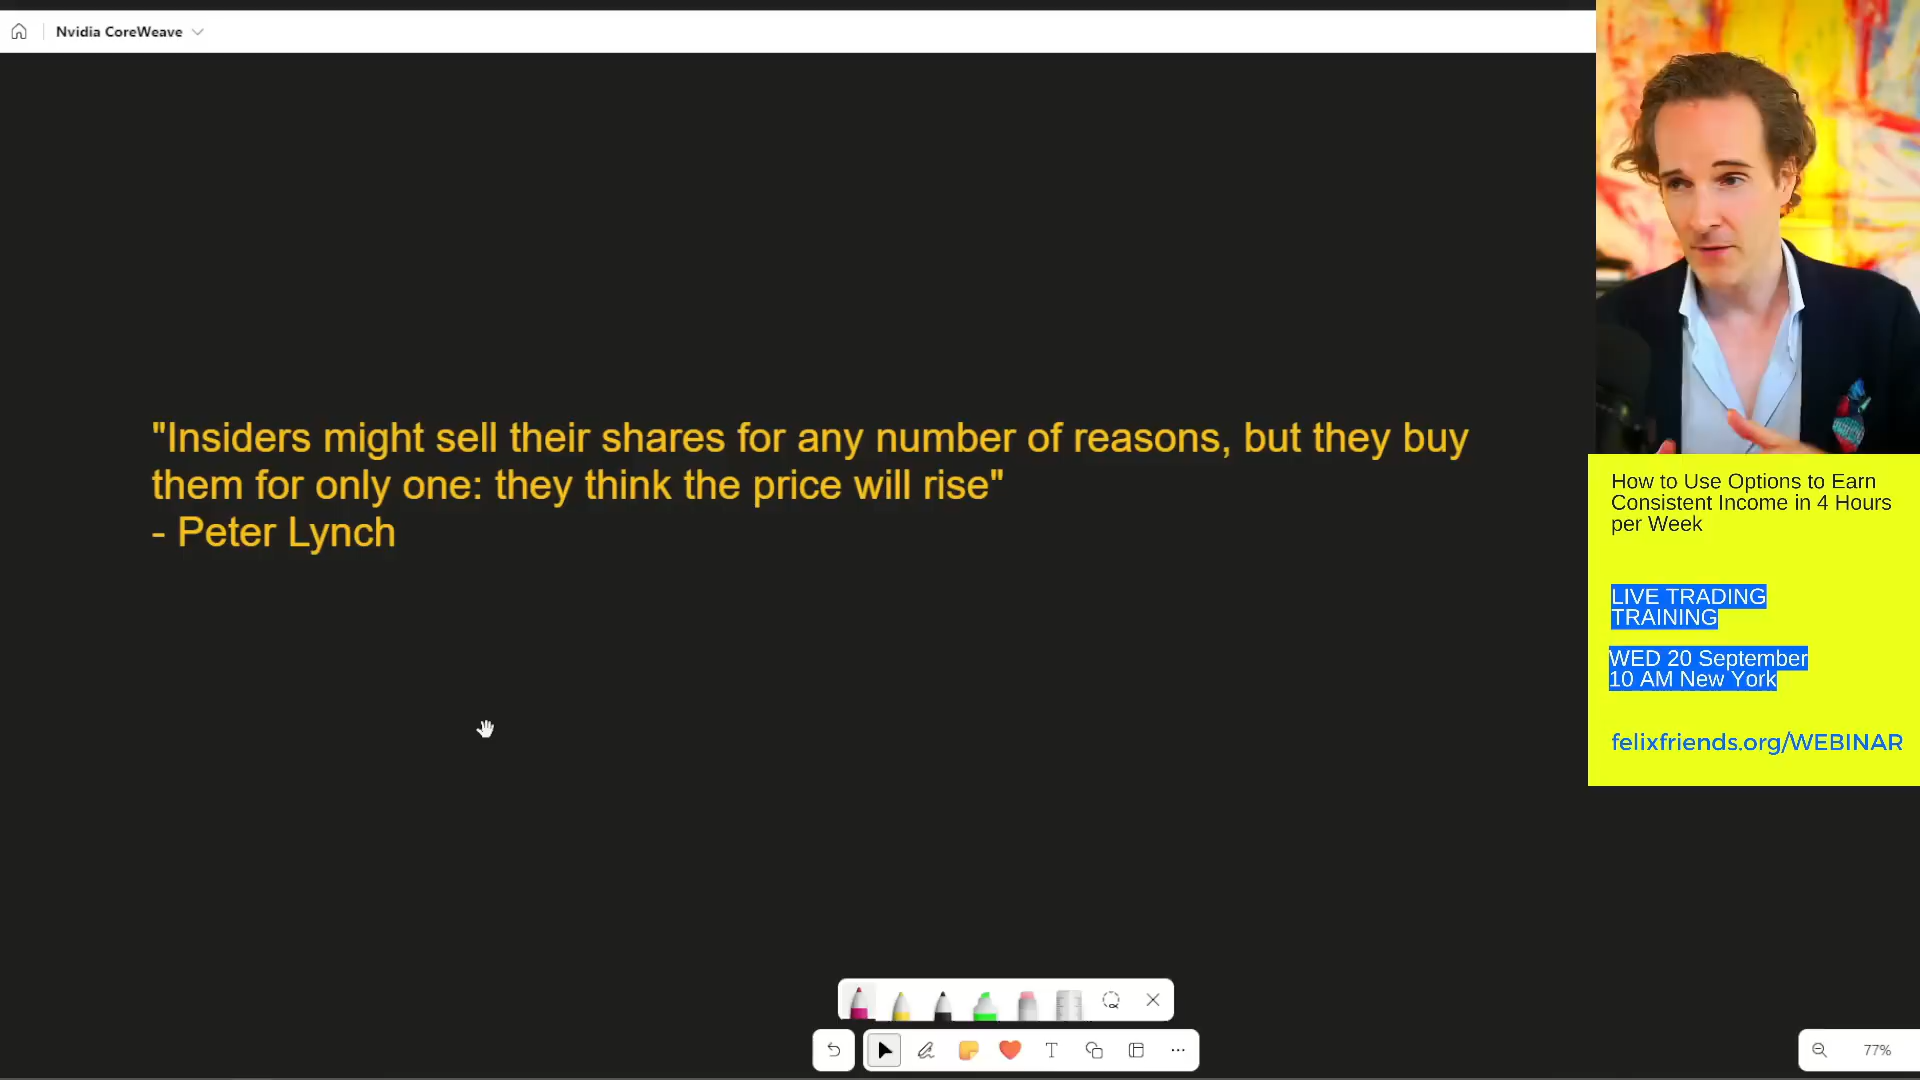 Nvidia CoreWeave
"Insiders might sell their shares for any number of reasons, but they buy
them for only one: they think the price will rise"
- Peter Lynch
How to Use Options to Earn
Consistent Income in 4 Hours
per Week
LIVE TRADING
TRAINING
WED 20 September
10 AM New York
felixfriends.org/WEBINAR
T
77%